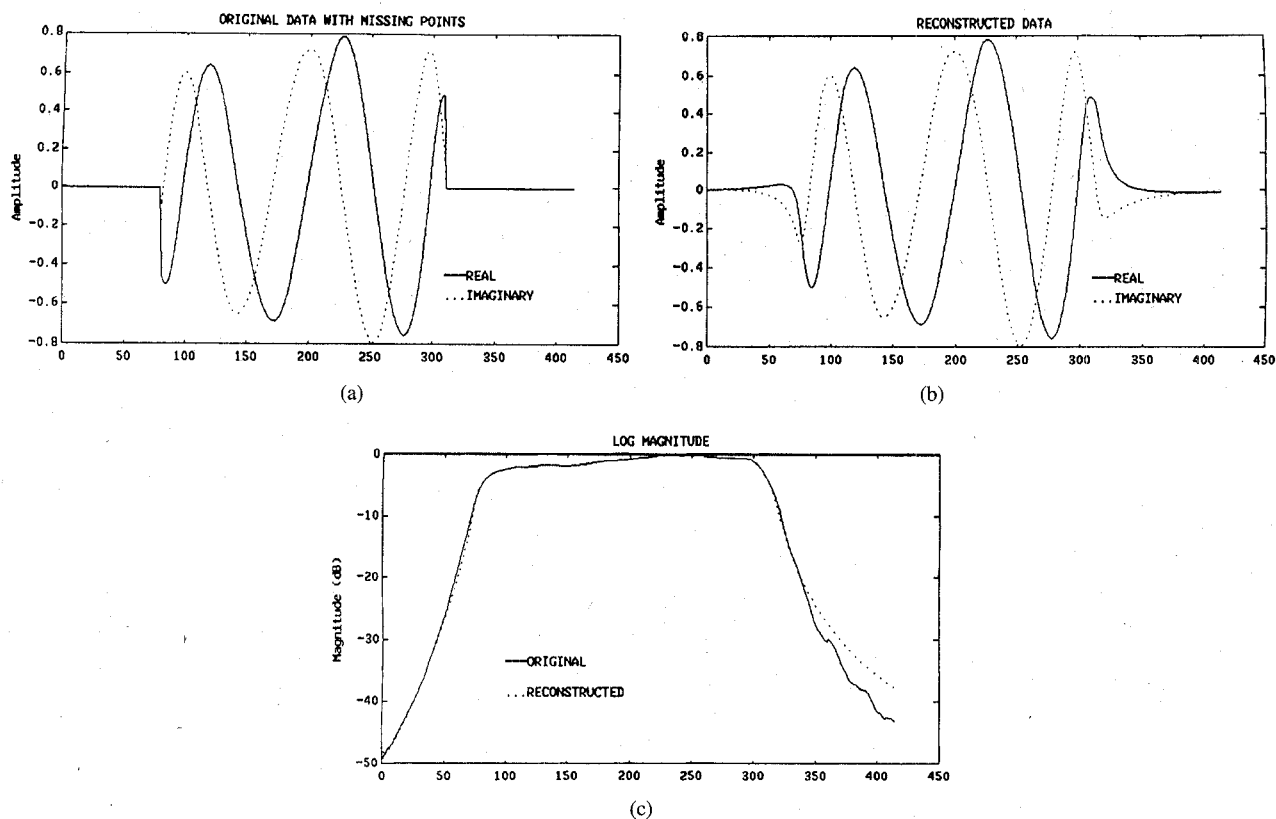 ORIGINAL DATA WITH MISSING POINTS
0.8
0.6
0.4
0.2
0
-0.2
-0.4
-0.6
-0.8
Amplitude
REAL
IMAGINARY
0 50 100 150 200 250 300 350 400 450
(a)
RECONSTRUCTED DATA
0.8
0.6
0.4
0.2
0
-0.2
-0.4
-0.6
-0.8
Amplitude
REAL
IMAGINARY
0 50 100 150 200 250 300 350 400 450
(b)
LOG MAGNITUDE
0
-10
-20
-30
-40
-50
Magnitude (dB)
ORIGINAL
RECONSTRUCTED
0 50 100 150 200 250 300 350 400 450
(c)